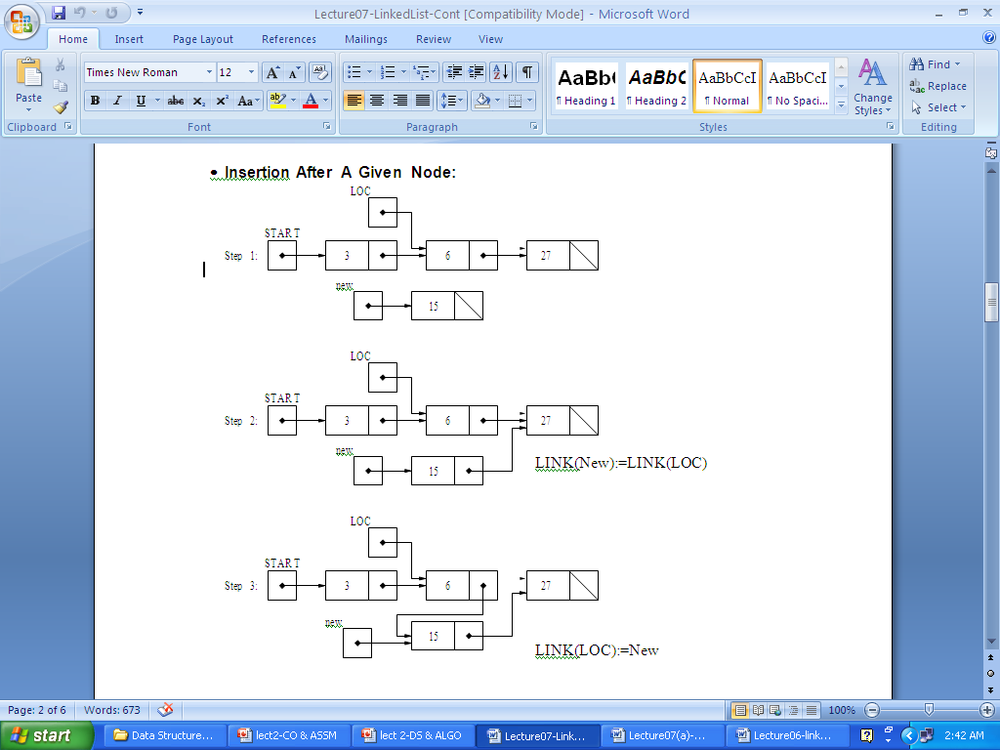 Lecture07-LinkedList-Cont [Compatibility Mode] - Microsoft Word
Home Insert Page Layout References Mailings Review View
Paste
Clipboard
Times New Roman 12
B I U abc x₂ x² Aa ab A
Font
Paragraph
AaBb( AaBbC AaBbCcI AaBbCcI
¶ Heading 1 ¶ Heading 2 ¶ Normal ¶ No Spaci...
Change Styles
Styles
Find
Replace
Select
Editing
• Insertion After A Given Node:
LOC
START
Step 1: 3 6 27
new
15
LOC
START
Step 2: 3 6 27
new
15
LINK(New):=LINK(LOC)
LOC
START
Step 3: 3 6 27
new
15
LINK(LOC):=New
Page: 2 of 6 Words: 673 100%
start Data Structure... lect2-CO & ASSM lect 2-DS & ALGO Lecture07-Link... Lecture07(a)-... Lecture06-link... 2:42 AM